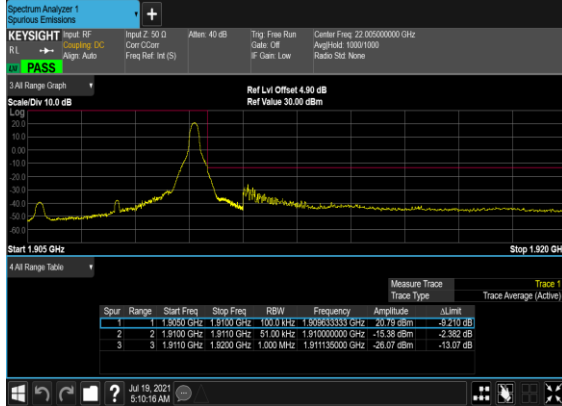 Spectrum Analyzer 1
Spurious Emissions
+
KEYSIGHT Input: RF Input Z: 50 Ω Atten: 40 dB Trig: Free Run Center Freq: 22.005000000 GHz
RL Coupling: DC Corr CCorr Gate: Off Avg|Hold: 1000/1000
Align: Auto Freq Ref: Int (S) IF Gain: Low Radio Std: None
PASS
3 All Range Graph
Ref Lvl Offset 4.90 dB
Scale/Div 10.0 dB Ref Value 30.00 dBm
Log
20.0
10.0
0.00
-10.0
-20.0
-30.0
-40.0
-50.0
-60.0
Start 1.905 GHz Stop 1.920 GH
4 All Range Table
Measure Trace Trace 1
Trace Type Trace Average (Active)
Spur Range Start Freq Stop Freq RBW Frequency Amplitude ΔLimit
1 1 1.9050 GHz 1.9100 GHz 100.0 kHz 1.909633333 GHz 20.79 dBm -9.210 dB
2 2 1.9100 GHz 1.9110 GHz 51.00 kHz 1.910000000 GHz -15.38 dBm -2.382 dB
3 3 1.9110 GHz 1.9200 GHz 1.000 MHz 1.911135000 GHz -26.07 dBm -13.07 dB
? Jul 19, 2021
5:10:16 AM